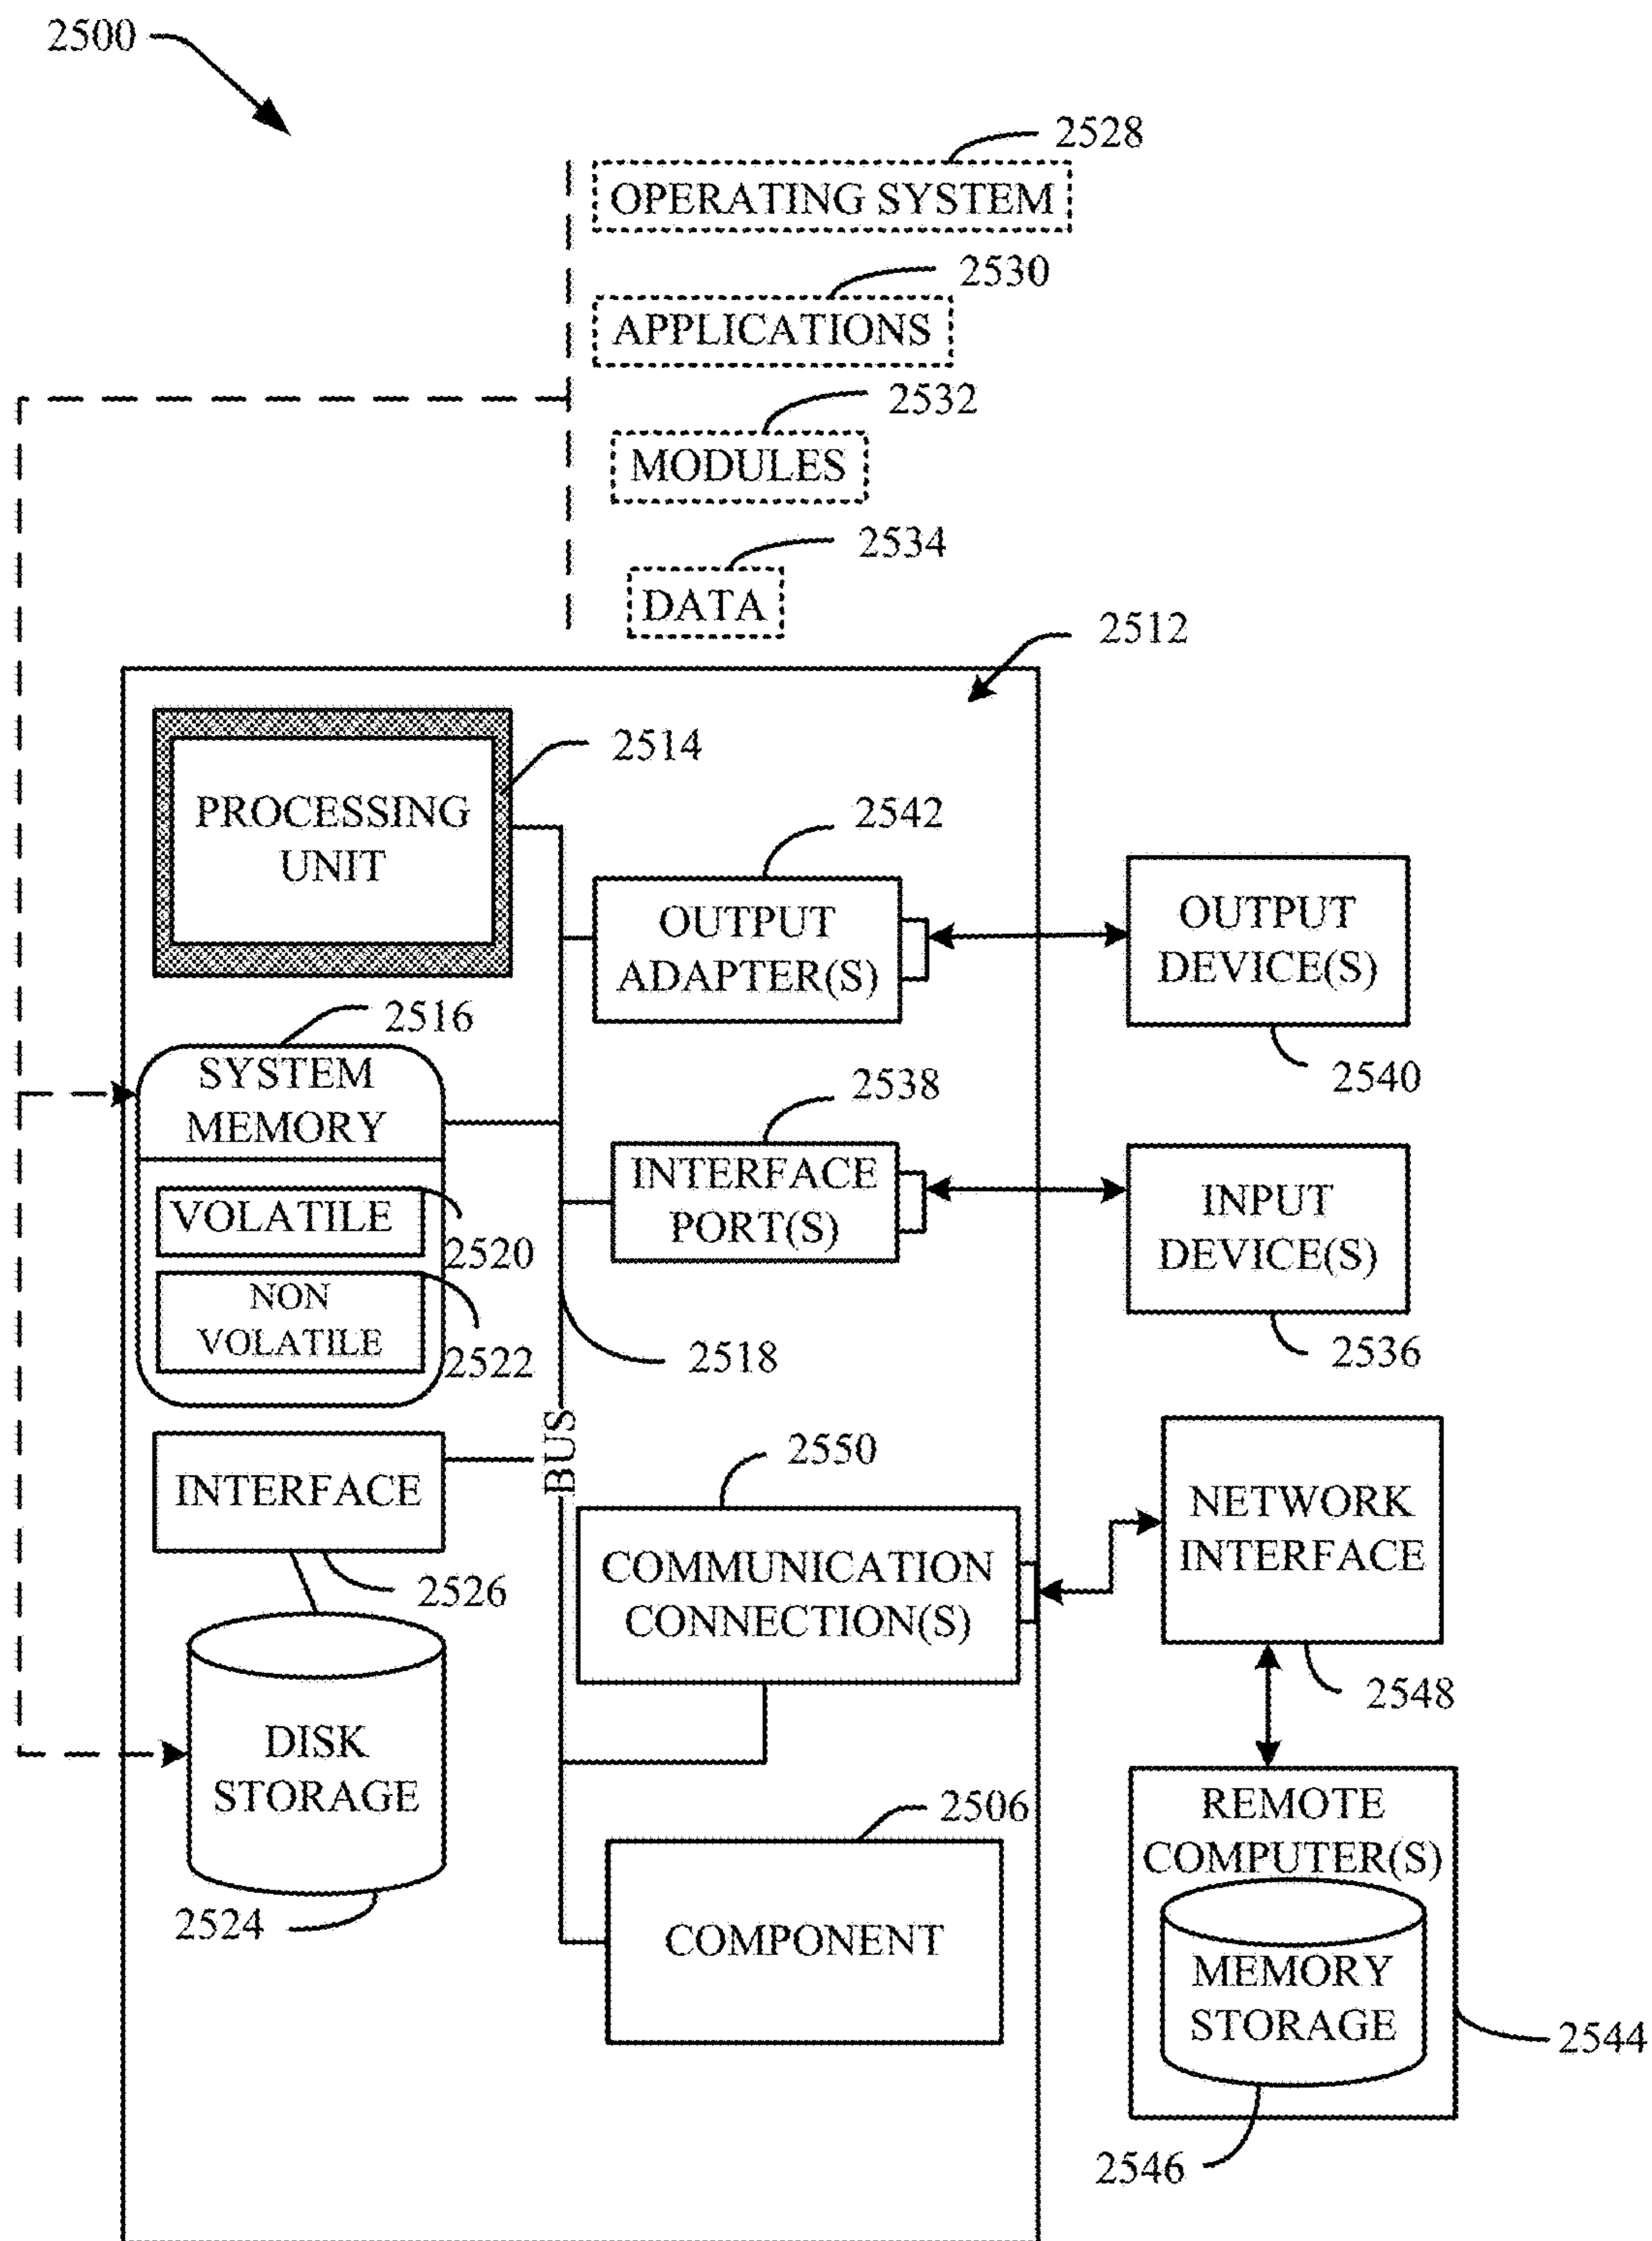 2500
2528
OPERATING SYSTEM
2530
APPLICATIONS
2532
MODULES
2534
DATA
2512
2514
PROCESSING
UNIT
2542
OUTPUT
ADAPTER(S)
OUTPUT
DEVICE(S)
2540
2516
SYSTEM
MEMORY
VOLATILE
2520
NON
VOLATILE
2522
2538
INTERFACE
PORT(S)
INPUT
DEVICE(S)
2536
2518
BUS
INTERFACE
2526
2550
COMMUNICATION
CONNECTION(S)
NETWORK
INTERFACE
2548
DISK
STORAGE
2524
2506
COMPONENT
REMOTE
COMPUTER(S)
MEMORY
STORAGE
2544
2546